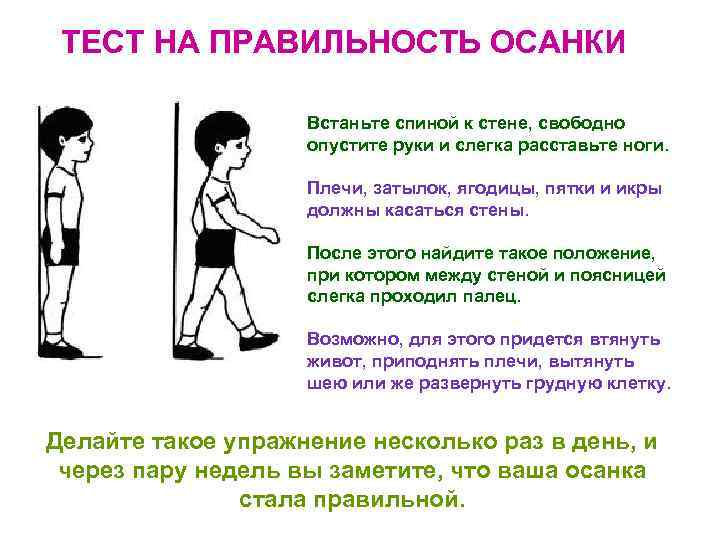 ТЕСТ НА ПРАВИЛЬНОСТЬ ОСАНКИ
Встаньте спиной к стене, свободно
опустите руки и слегка расставьте ноги.
Плечи, затылок, ягодицы, пятки и икры
должны касаться стены.
После этого найдите такое положение,
при котором между стеной и поясницей
слегка проходил палец.
Возможно, для этого придется втянуть
живот, приподнять плечи, вытянуть
шею или же развернуть грудную клетку.
Делайте такое упражнение несколько раз в день, и
через пару недель вы заметите, что ваша осанка
стала правильной.